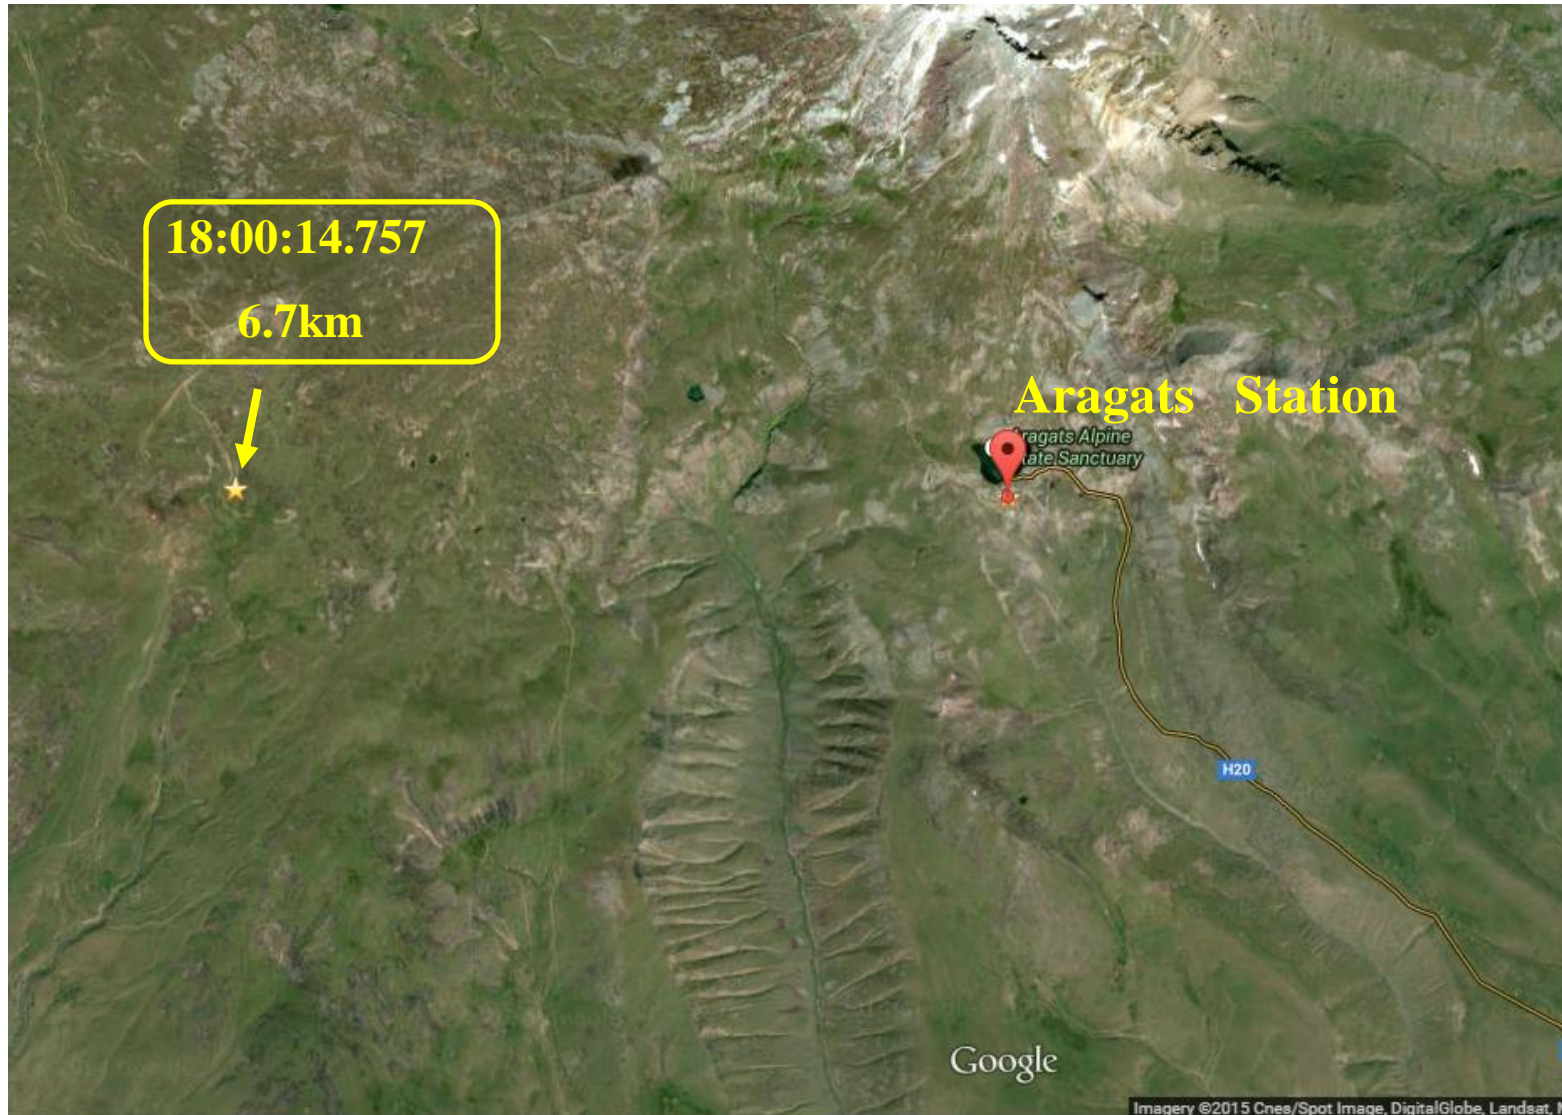 18:00:14.757
6.7km
Aragats Station
Aragats Alpine
State Sanctuary
H20
Google
Imagery ©2015 Cnes/Spot Image, DigitalGlobe, Landsat,